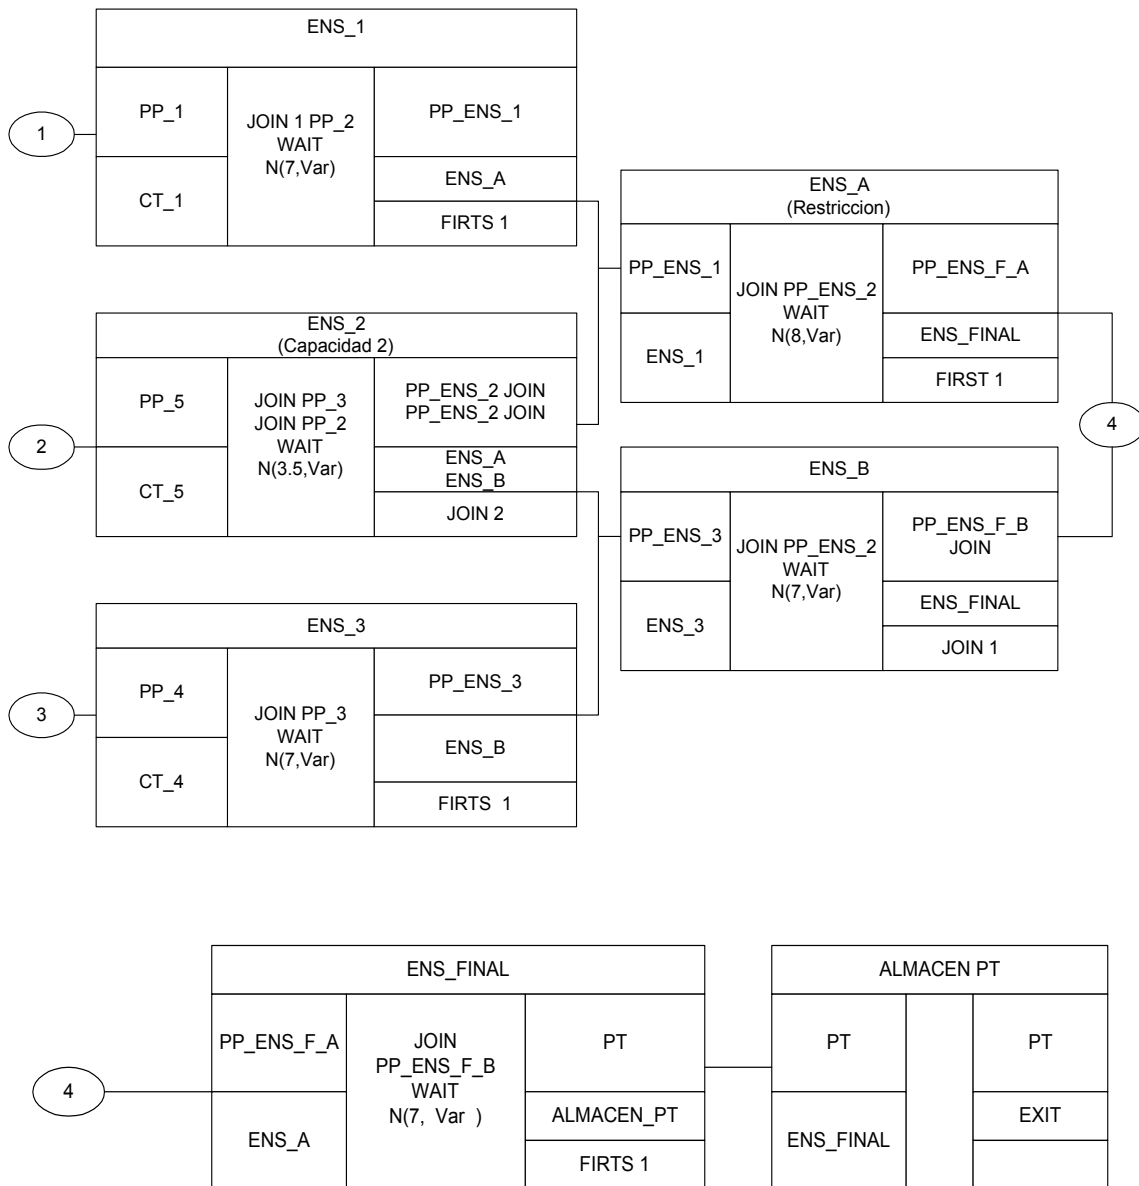 ENS_1
1
PP_1
CT_1
JOIN 1 PP_2
WAIT
N(7,Var)
PP_ENS_1
ENS_A
FIRTS 1
ENS_2
(Capacidad 2)
2
PP_5
CT_5
JOIN PP_3
JOIN PP_2
WAIT
N(3.5,Var)
PP_ENS_2 JOIN
PP_ENS_2 JOIN
ENS_A
ENS_B
JOIN 2
ENS_3
3
PP_4
CT_4
JOIN PP_3
WAIT
N(7,Var)
PP_ENS_3
ENS_B
FIRTS 1
ENS_A
(Restriccion)
PP_ENS_1
ENS_1
JOIN PP_ENS_2
WAIT
N(8,Var)
PP_ENS_F_A
ENS_FINAL
FIRST 1
ENS_B
PP_ENS_3
ENS_3
JOIN PP_ENS_2
WAIT
N(7,Var)
PP_ENS_F_B
JOIN
ENS_FINAL
JOIN 1
4
4
ENS_FINAL
PP_ENS_F_A
ENS_A
JOIN
PP_ENS_F_B
WAIT
N(7, Var )
PT
ALMACEN_PT
FIRTS 1
ALMACEN PT
PT
ENS_FINAL
PT
EXIT